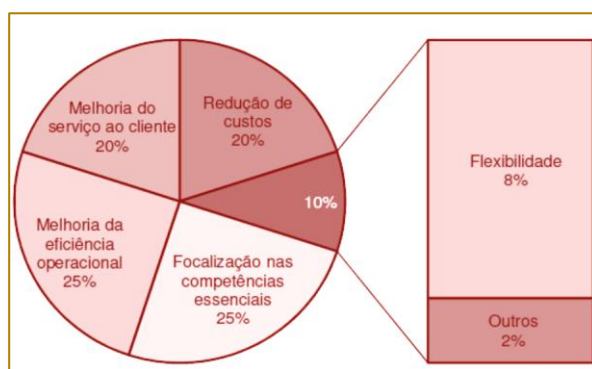 Melhoria do
serviço ao cliente
20%
Redução de
custos
20%
10%
Melhoria da
eficiência
operacional
25%
Focalização nas
competências
essenciais
25%
Flexibilidade
8%
Outros
2%